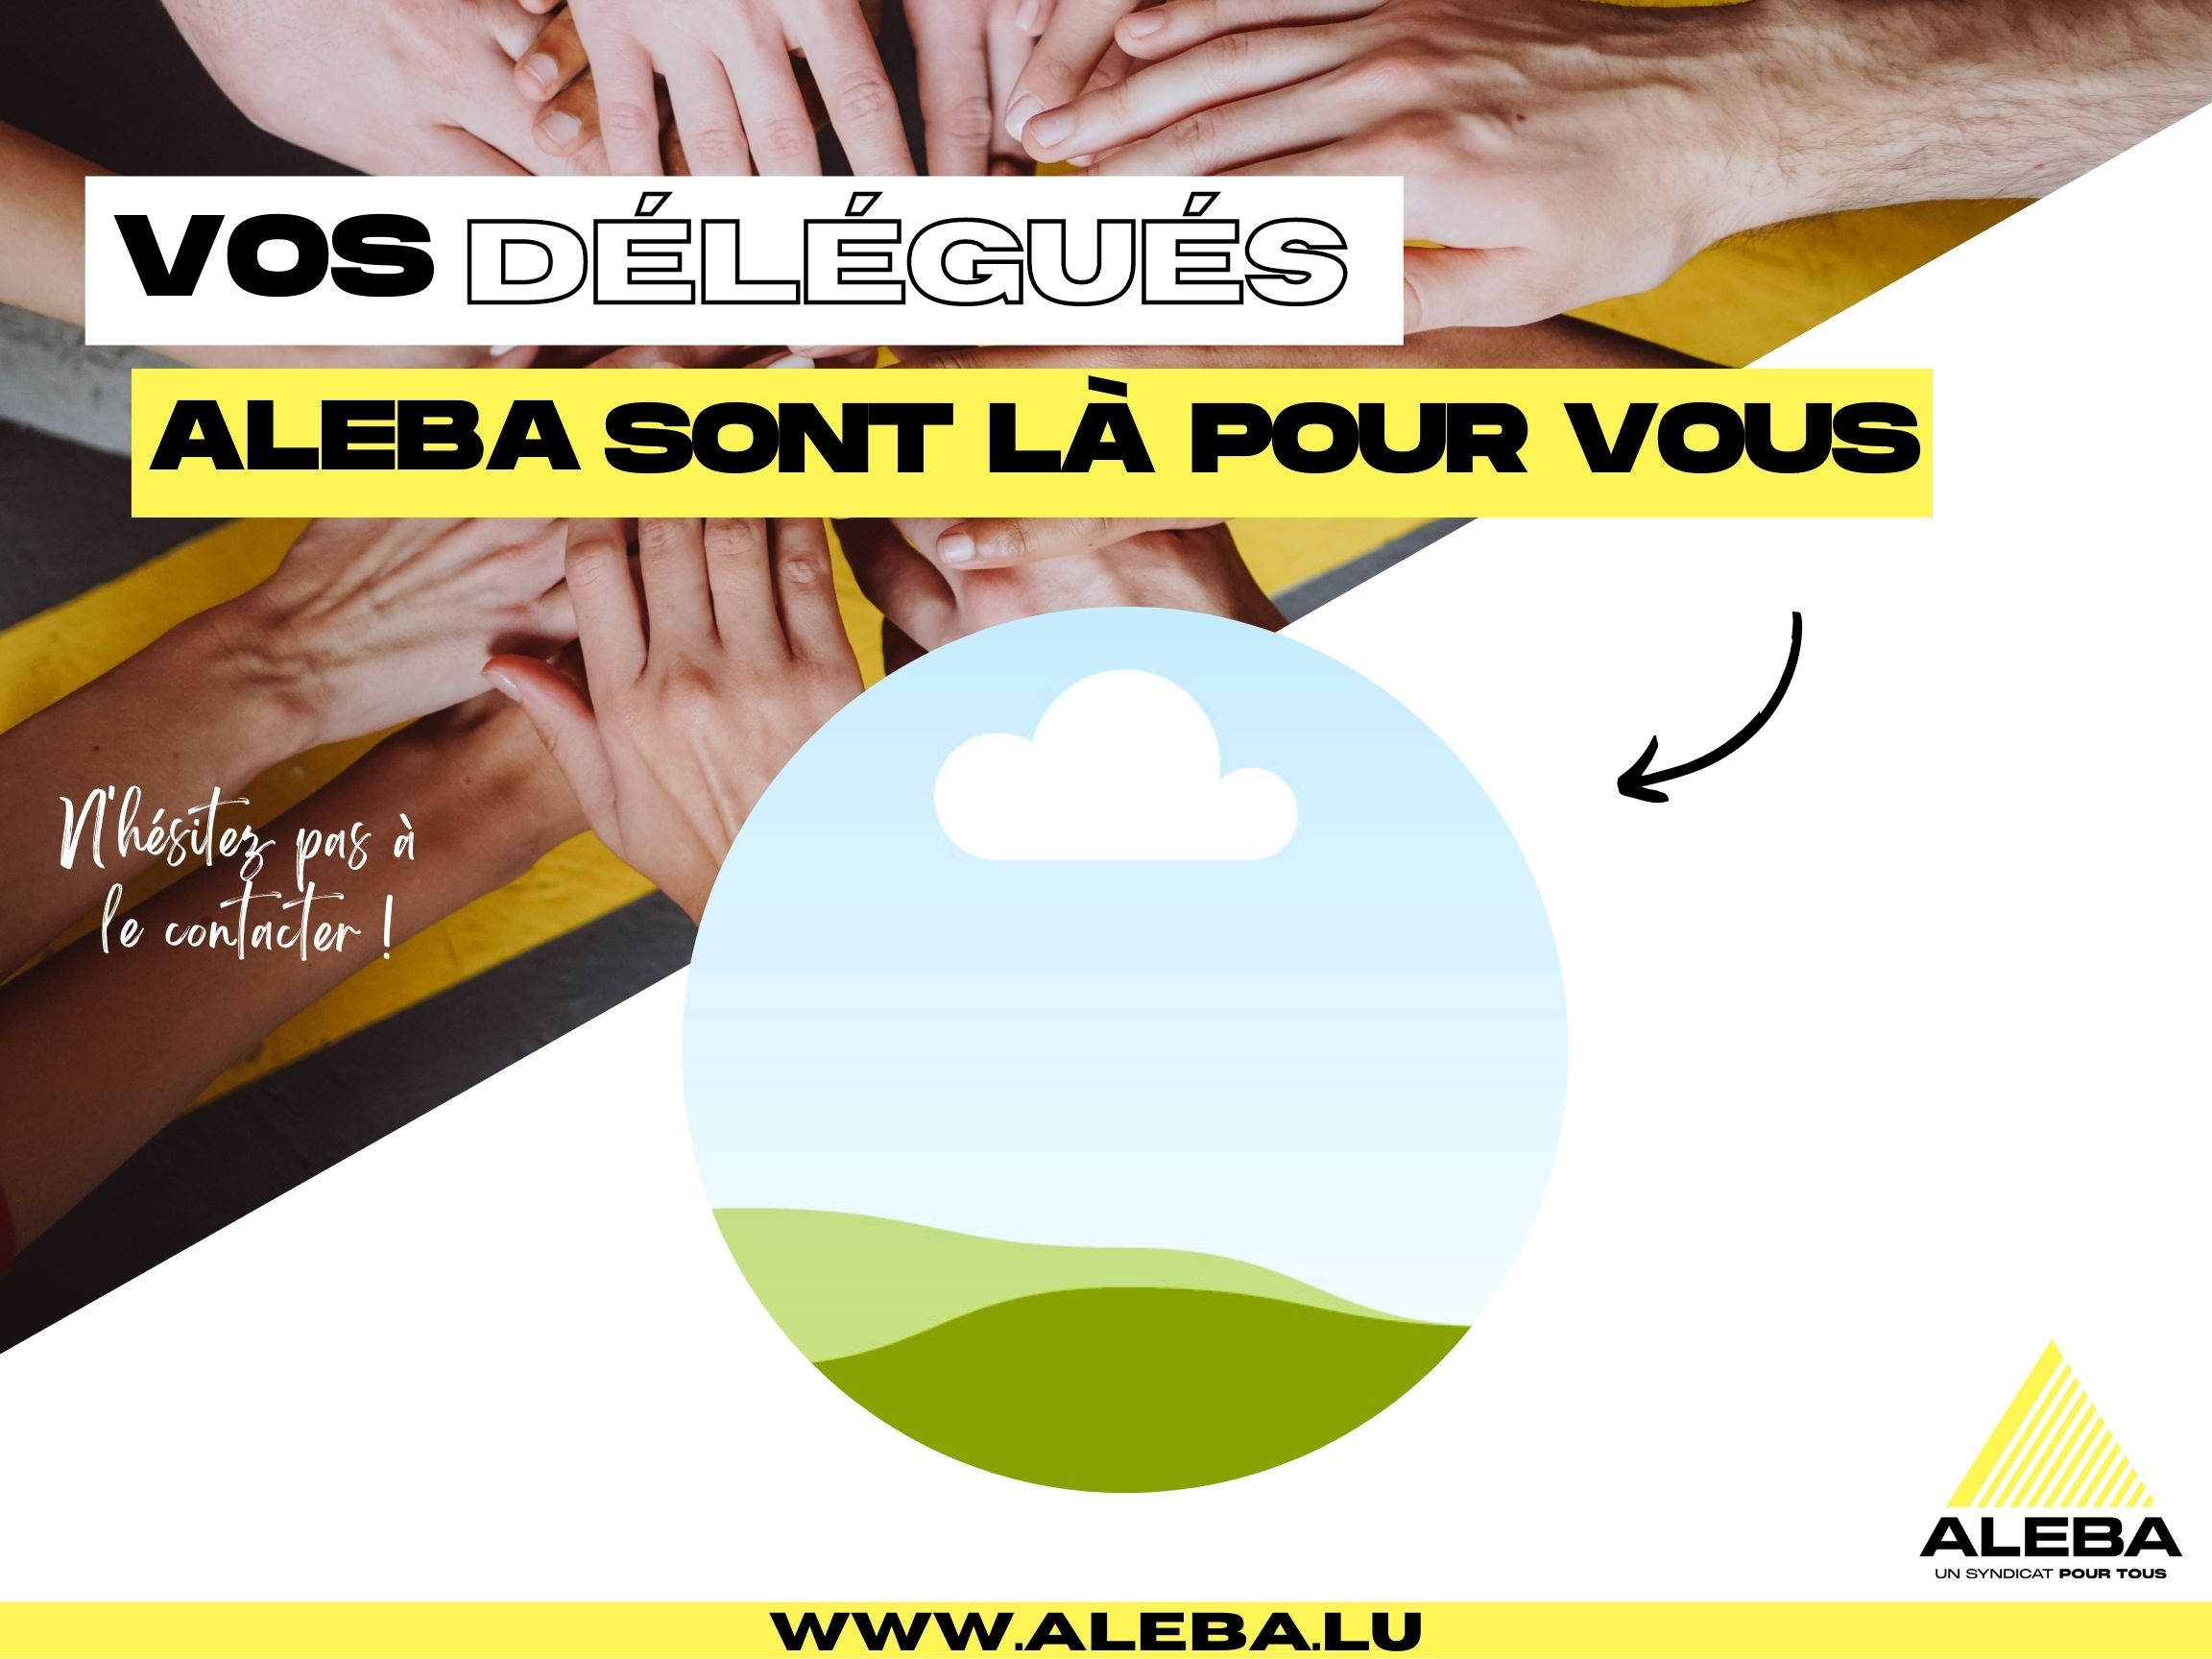 VOS DÉLÉGUÉS
ALEBA SONT LÀ POUR VOUS
N'hésitez pas à
le contacter !
ALEBA
UN SYNDICAT POUR TOUS
WWW.ALEBA.LU